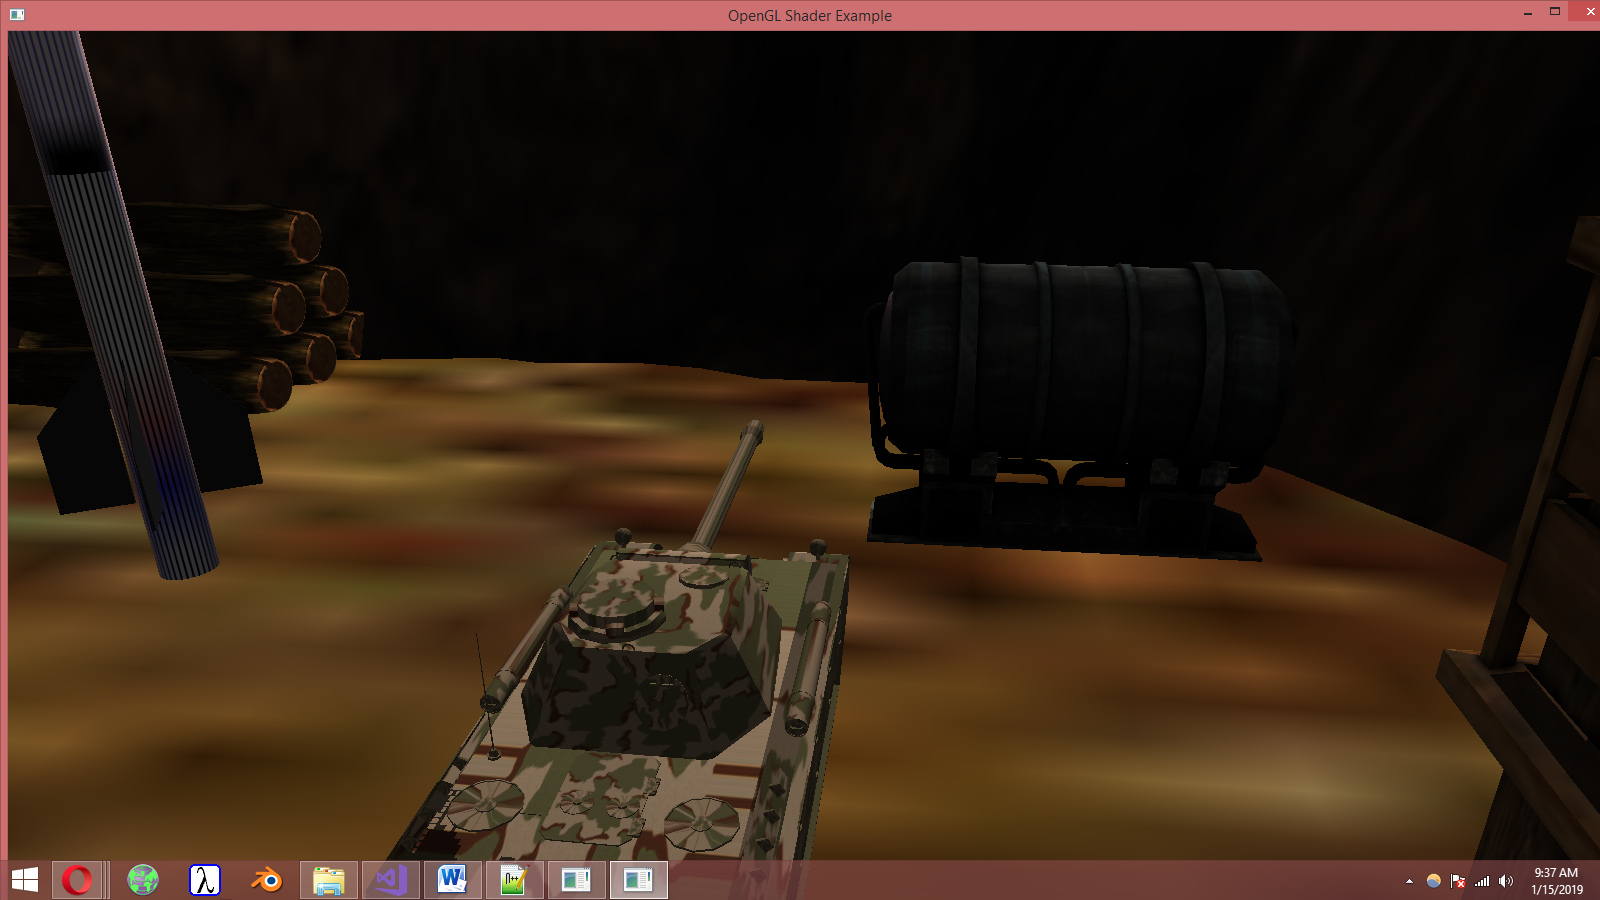 OpenGL Shader Example
W
λ
N++
9:37 AM
1/15/2019